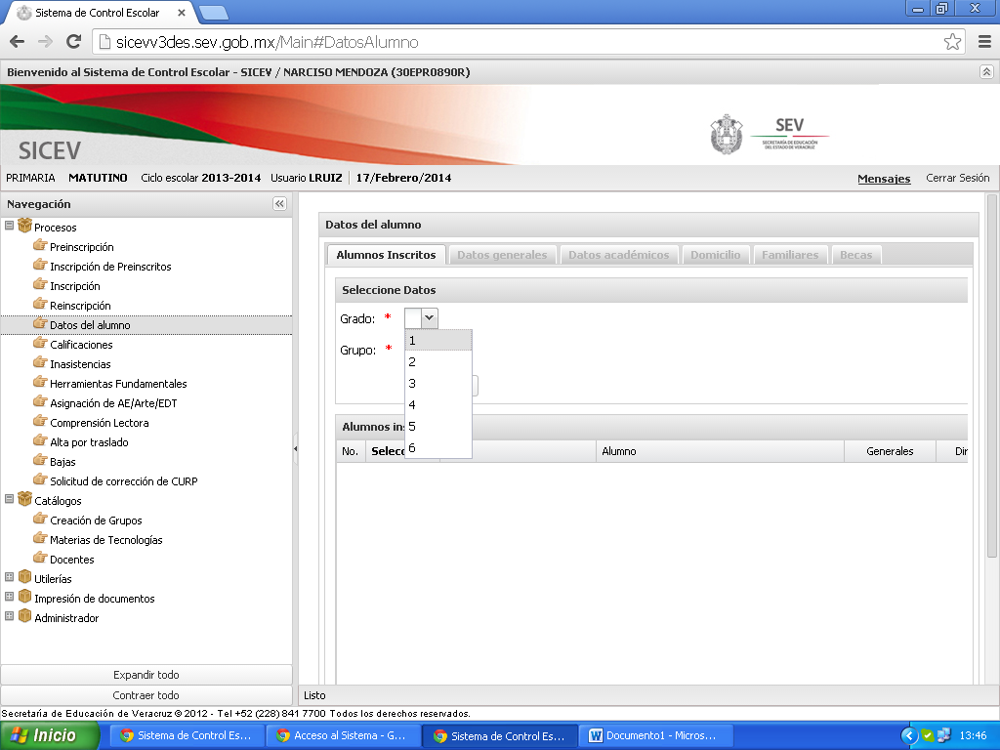 Sistema de Control Escolar
sicevv3des.sev.gob.mx/Main#DatosAlumno
Bienvenido al Sistema de Control Escolar - SICEV / NARCISO MENDOZA (30EPR0890R)
SICEV
SEV
SECRETARÍA DE EDUCACIÓN
DEL ESTADO DE VERACRUZ
PRIMARIA MATUTINO Ciclo escolar 2013-2014 Usuario LRUIZ 17/Febrero/2014 Mensajes Cerrar Sesión
Navegación
Procesos
Preinscripción
Inscripción de Preinscritos
Inscripción
Reinscripción
Datos del alumno
Calificaciones
Inasistencias
Herramientas Fundamentales
Asignación de AE/Arte/EDT
Comprensión Lectora
Alta por traslado
Bajas
Solicitud de corrección de CURP
Catálogos
Creación de Grupos
Materias de Tecnologías
Docentes
Utilerías
Impresión de documentos
Administrador
Expandir todo
Contraer todo
Datos del alumno
Alumnos Inscritos Datos generales Datos académicos Domicilio Familiares Becas
Seleccione Datos
Grado: *
1
2
3
4
5
6
Grupo: *
Alumnos in
No. Selecc Alumno Generales Dir
Listo
Secretaría de Educación de Veracruz © 2012 - Tel +52 (228) 841 7700 Todos los derechos reservados.
Inicio Sistema de Control Es... Acceso al Sistema - G... Sistema de Control Es... Documento1 - Micros... 13:46